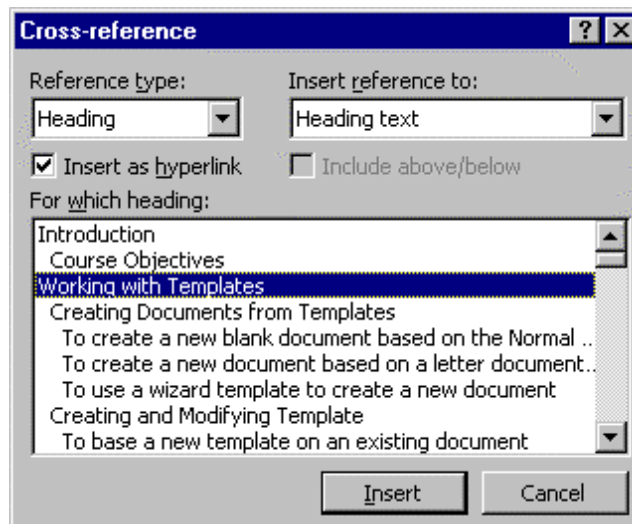 Cross-reference
Reference type:
Insert reference to:
Heading
Heading text
Insert as hyperlink
Include above/below
For which heading:
Introduction
Course Objectives
Working with Templates
Creating Documents from Templates
To create a new blank document based on the Normal ..
To create a new document based on a letter document..
To use a wizard template to create a new document
Creating and Modifying Template
To base a new template on an existing document
Insert
Cancel